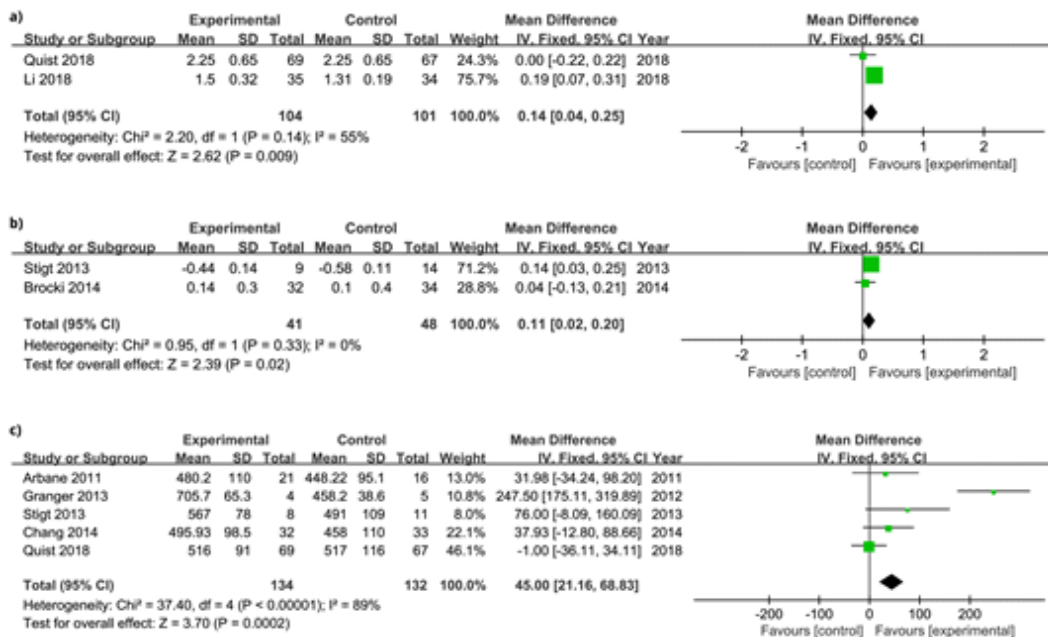 a)
Experimental Control Mean Difference Mean Difference
Study or Subgroup Mean SD Total Mean SD Total Weight IV. Fixed. 95% CI Year IV. Fixed. 95% CI
Quist 2018 2.25 0.65 69 2.25 0.65 67 24.3% 0.00 [-0.22, 0.22] 2018
Li 2018 1.5 0.32 35 1.31 0.19 34 75.7% 0.19 [0.07, 0.31] 2018
Total (95% CI) 104 101 100.0% 0.14 [0.04, 0.25]
Heterogeneity: Chi² = 2.20, df = 1 (P = 0.14); I² = 55%
Test for overall effect: Z = 2.62 (P = 0.009)
-2 -1 0 1 2
Favours [control] Favours [experimental]
b)
Experimental Control Mean Difference Mean Difference
Study or Subgroup Mean SD Total Mean SD Total Weight IV. Fixed. 95% CI Year IV. Fixed. 95% CI
Stigt 2013 -0.44 0.14 9 -0.58 0.11 14 71.2% 0.14 [0.03, 0.25] 2013
Brocki 2014 0.14 0.3 32 0.1 0.4 34 28.8% 0.04 [-0.13, 0.21] 2014
Total (95% CI) 41 48 100.0% 0.11 [0.02, 0.20]
Heterogeneity: Chi² = 0.95, df = 1 (P = 0.33); I² = 0%
Test for overall effect: Z = 2.39 (P = 0.02)
-2 -1 0 1 2
Favours [control] Favours [experimental]
c)
Experimental Control Mean Difference Mean Difference
Study or Subgroup Mean SD Total Mean SD Total Weight IV. Fixed. 95% CI Year IV. Fixed. 95% CI
Arbane 2011 480.2 110 21 448.22 95.1 16 13.0% 31.98 [-34.24, 98.20] 2011
Granger 2013 705.7 65.3 4 458.2 38.6 5 10.8% 247.50 [175.11, 319.89] 2012
Stigt 2013 567 78 8 491 109 11 8.0% 76.00 [-8.09, 160.09] 2013
Chang 2014 495.93 98.5 32 458 110 33 22.1% 37.93 [-12.80, 88.66] 2014
Quist 2018 516 91 69 517 116 67 46.1% -1.00 [-36.11, 34.11] 2018
Total (95% CI) 134 132 100.0% 45.00 [21.16, 68.83]
Heterogeneity: Chi² = 37.40, df = 4 (P < 0.00001); I² = 89%
Test for overall effect: Z = 3.70 (P = 0.0002)
-200 -100 0 100 200
Favours [control] Favours [experimental]